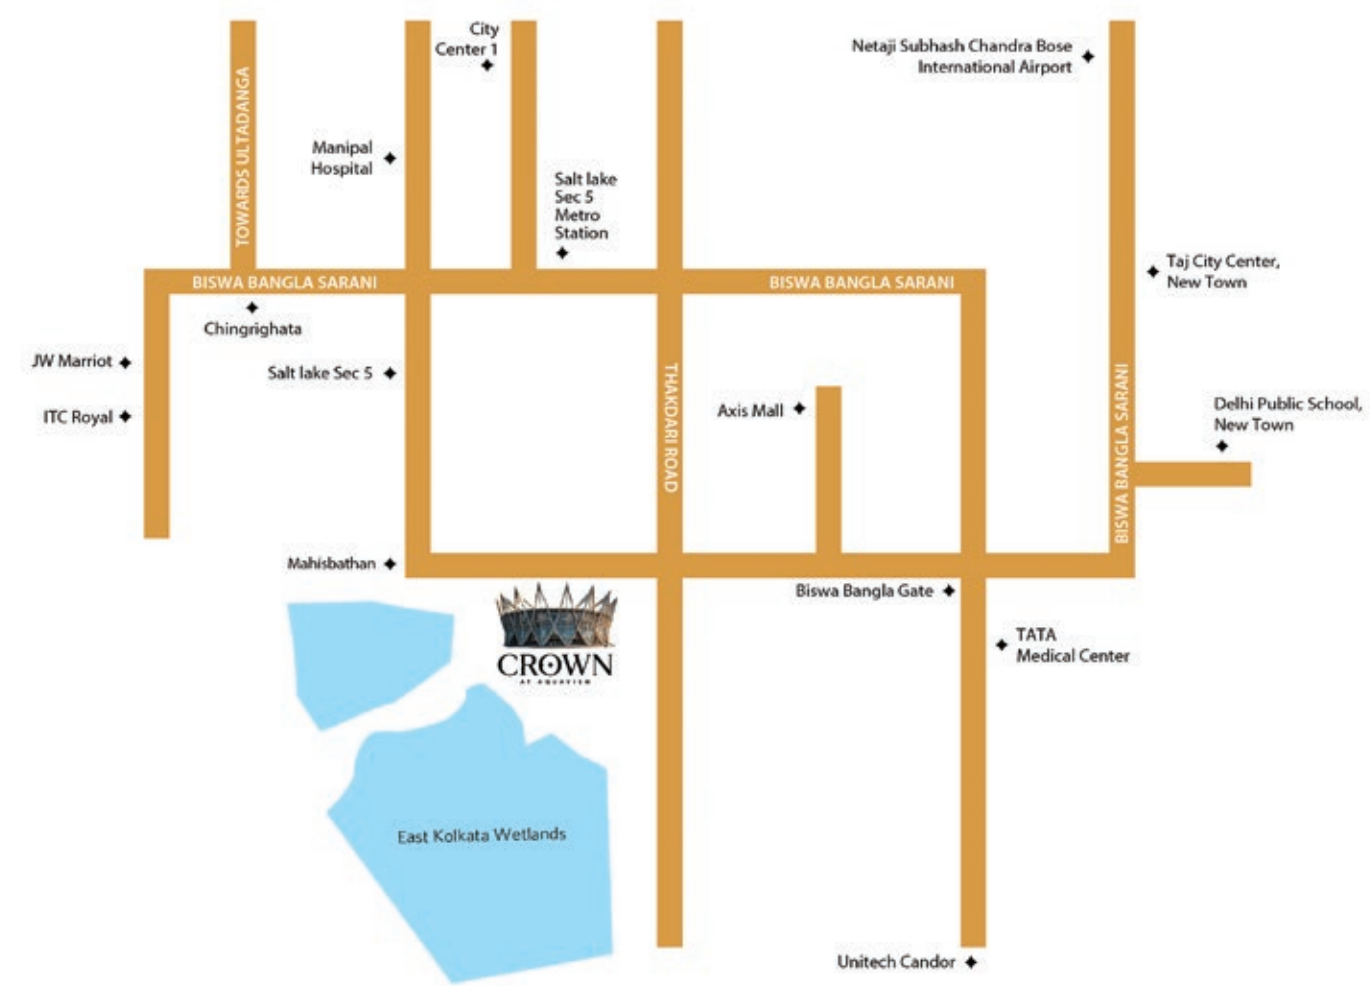 City
Center 1
Netaji Subhash Chandra Bose
International Airport
TOWARDS ULTADANGA
Manipal
Hospital
Salt lake
Sec 5
Metro
Station
Taj City Center,
New Town
BISWA BANGLA SARANI
BISWA BANGLA SARANI
Chingrighata
JW Marriot
Salt lake Sec 5
ITC Royal
THAKDARI ROAD
Axis Mall
BISWA BANGLA SARANI
Delhi Public School,
New Town
Mahisbathan
Biswa Bangla Gate
CROWN
AT AQUAVIEW
TATA
Medical Center
East Kolkata Wetlands
Unitech Candor